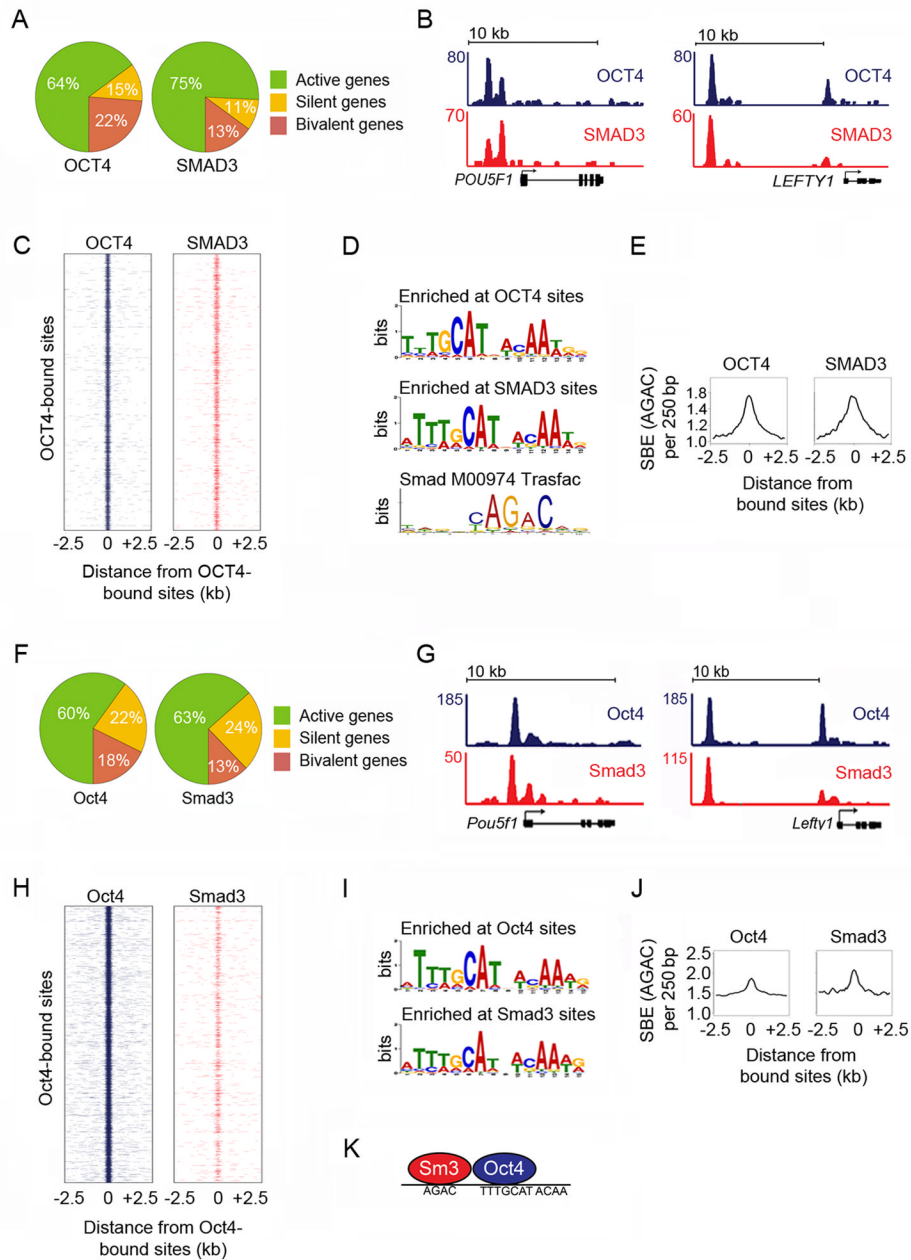 A
64%
15%
22%
OCT4
75%
11%
13%
SMAD3
Active genes
Silent genes
Bivalent genes
B
10 kb
80
OCT4
70
SMAD3
POU5F1
10 kb
80
OCT4
60
SMAD3
LEFTY1
C
OCT4
SMAD3
OCT4-bound sites
-2.5 0 +2.5
-2.5 0 +2.5
Distance from OCT4-
bound sites (kb)
D
Enriched at OCT4 sites
bits
Enriched at SMAD3 sites
bits
Smad M00974 Trasfac
bits
E
OCT4
SMAD3
SBE (AGAC)
per 250 bp
1.8
1.6
1.4
1.2
1.0
-2.5 0 +2.5
-2.5 0 +2.5
Distance from
bound sites (kb)
F
60%
22%
18%
Oct4
63%
24%
13%
Smad3
Active genes
Silent genes
Bivalent genes
G
10 kb
185
Oct4
50
Smad3
Pou5f1
10 kb
185
Oct4
115
Smad3
Lefty1
H
Oct4
Smad3
Oct4-bound sites
-2.5 0 +2.5
-2.5 0 +2.5
Distance from Oct4-
bound sites (kb)
I
Enriched at Oct4 sites
bits
Enriched at Smad3 sites
bits
J
Oct4
Smad3
SBE (AGAC)
per 250 bp
2.5
2.0
1.5
1.0
-2.5 0 +2.5
-2.5 0 +2.5
Distance from
bound sites (kb)
K
Sm3
Oct4
AGAC TTTGCAT ACAA